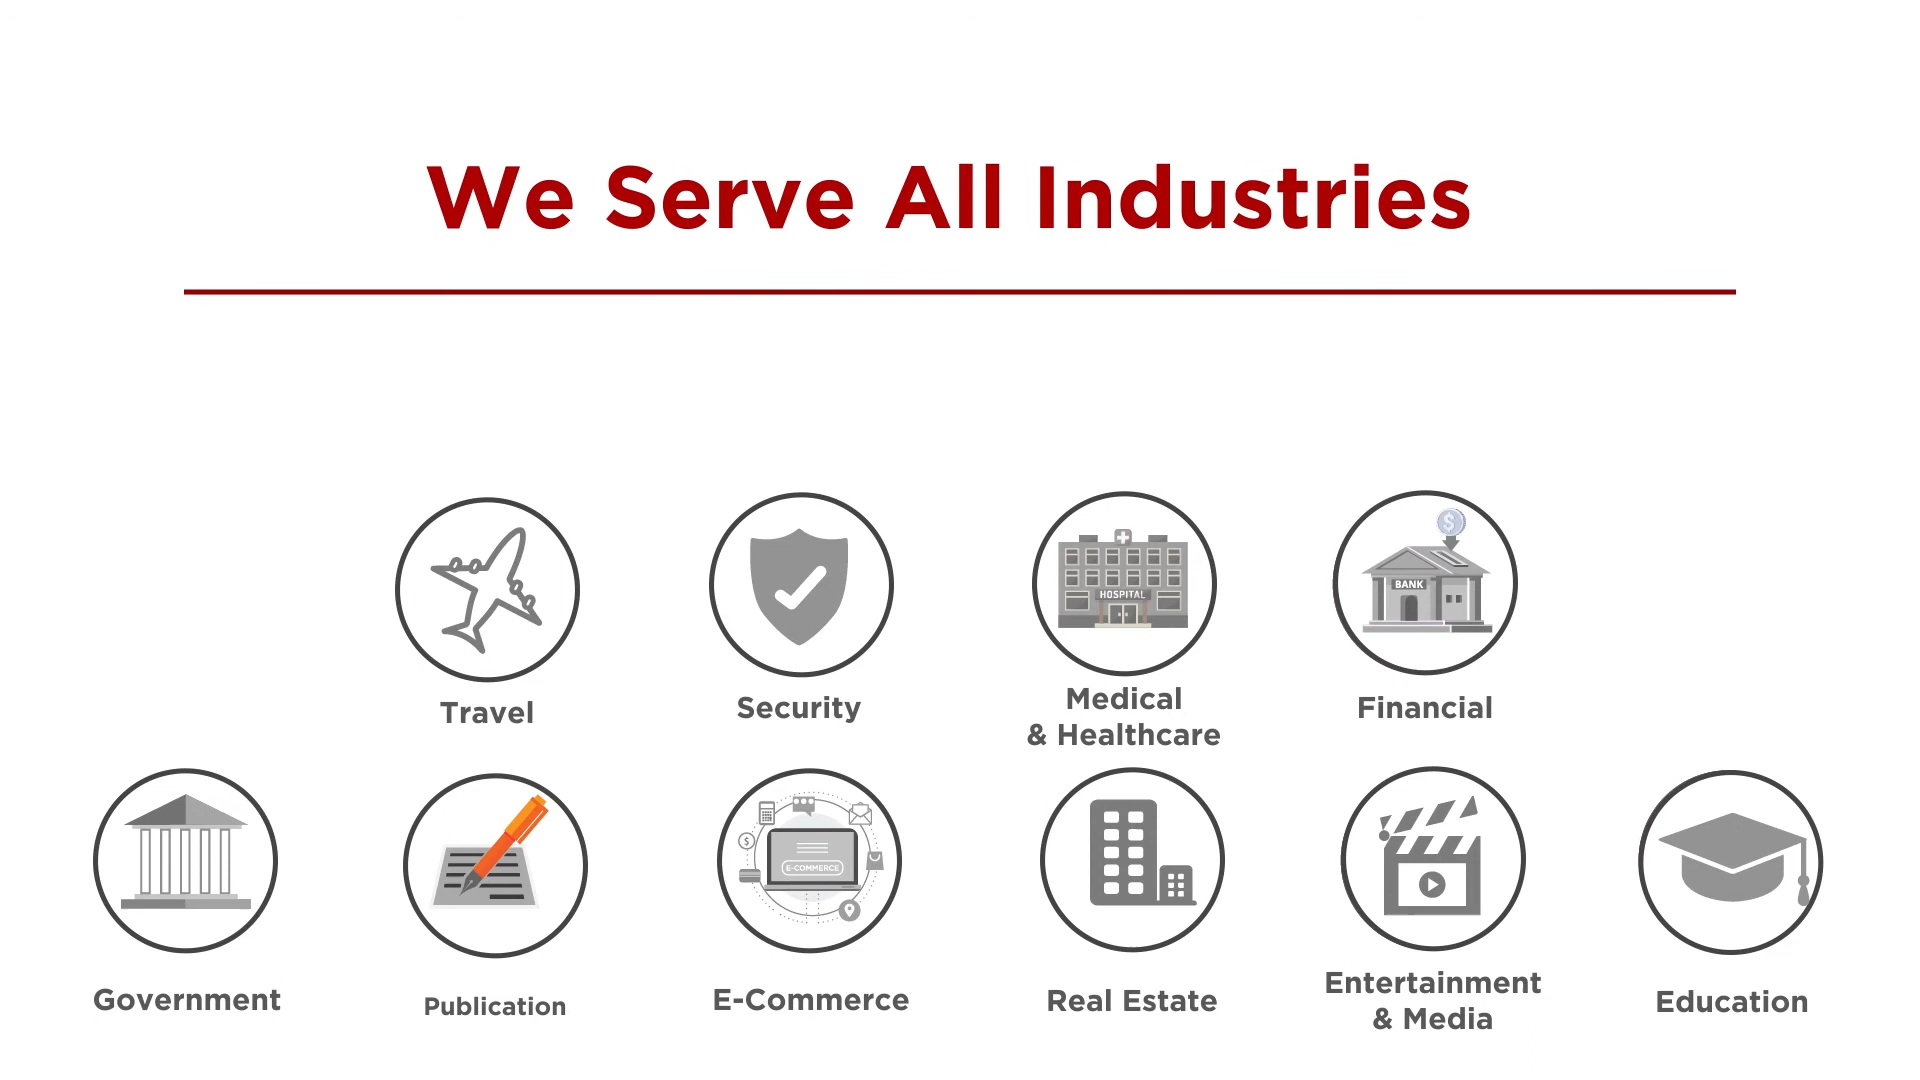 We Serve All Industries
$
HOSPITAL
BANK
Travel
Security
Medical
& Healthcare
Financial
$
E-COMMERCE
Government
Publication
E-Commerce
Real Estate
Entertainment
& Media
Education